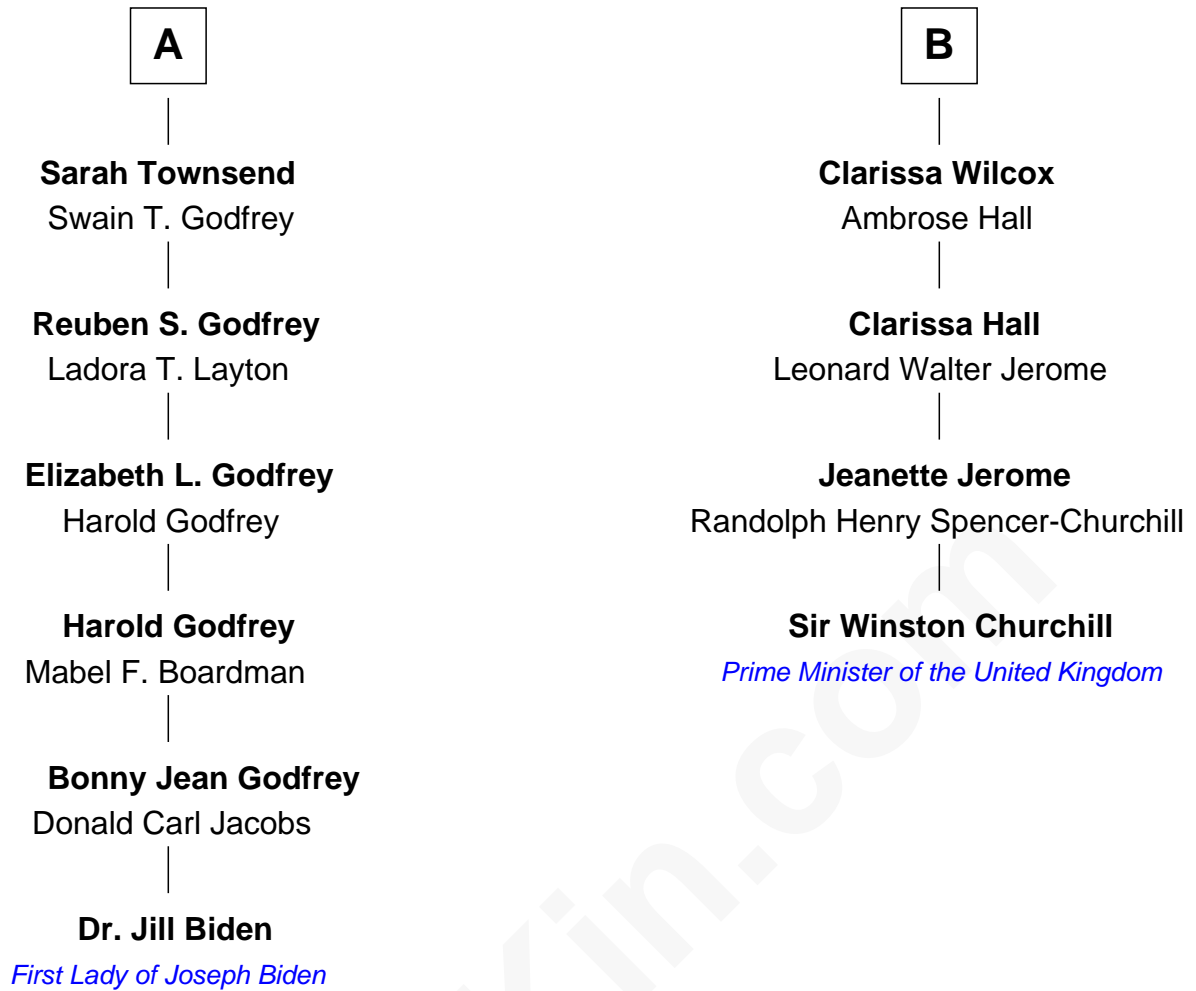 A
Sarah Townsend
Swain T. Godfrey
Reuben S. Godfrey
Ladora T. Layton
Elizabeth L. Godfrey
Harold Godfrey
Harold Godfrey
Mabel F. Boardman
Bonny Jean Godfrey
Donald Carl Jacobs
Dr. Jill Biden
First Lady of Joseph Biden
B
Clarissa Wilcox
Ambrose Hall
Clarissa Hall
Leonard Walter Jerome
Jeanette Jerome
Randolph Henry Spencer-Churchill
Sir Winston Churchill
Prime Minister of the United Kingdom
Kin.com